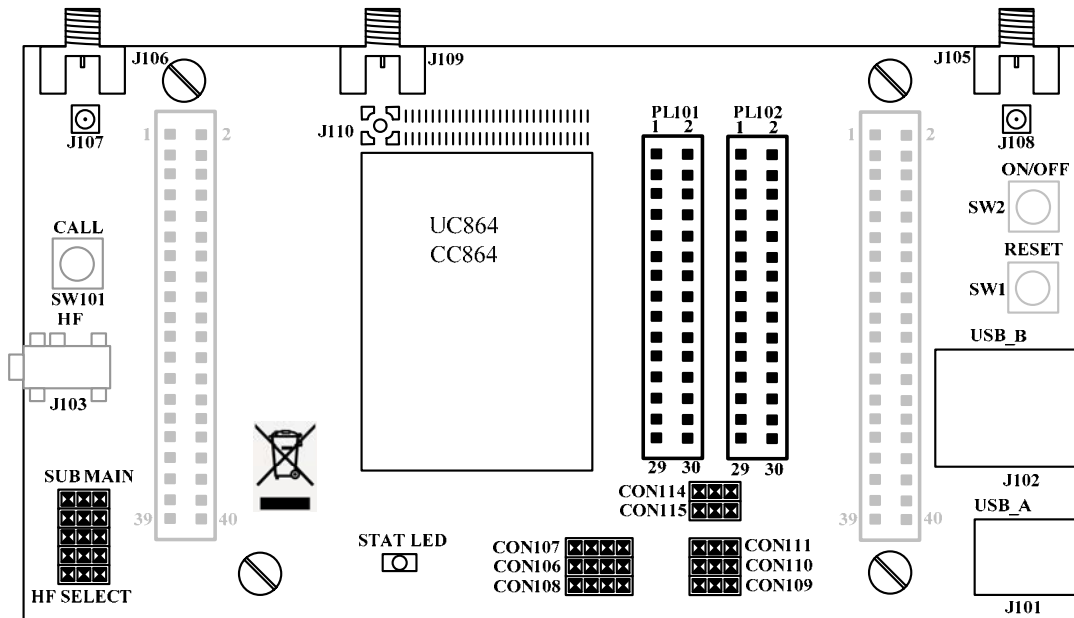 J106
J109
J105
PL101 PL102
1 2 1 2
1 2
1 2
J110
J107
J108
ON/OFF
SW2
RESET
SW1
UC864
CC864
CALL
SW101
HF
J103
USB_B
J102
29 30 29 30
SUB MAIN
HF SELECT
39 40
39 40
CON114
CON115
USB_A
J101
STAT LED
CON107
CON106
CON108
CON111
CON110
CON109